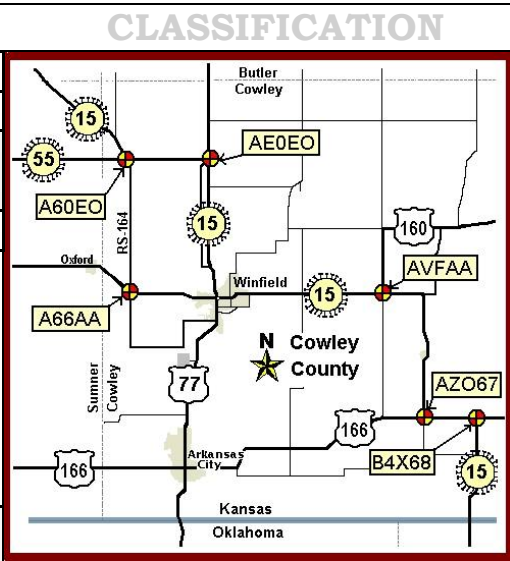 CLASSIFICATION
Butler
Cowley
15
AE0EO
55
A60EO
RS-164
15
160
Oxford
Winfield
AVFAA
15
A66AA
N Cowley
County
Sumner
Cowley
77
AZO67
166
166
Arkansas
City
B4X68
15
Kansas
Oklahoma